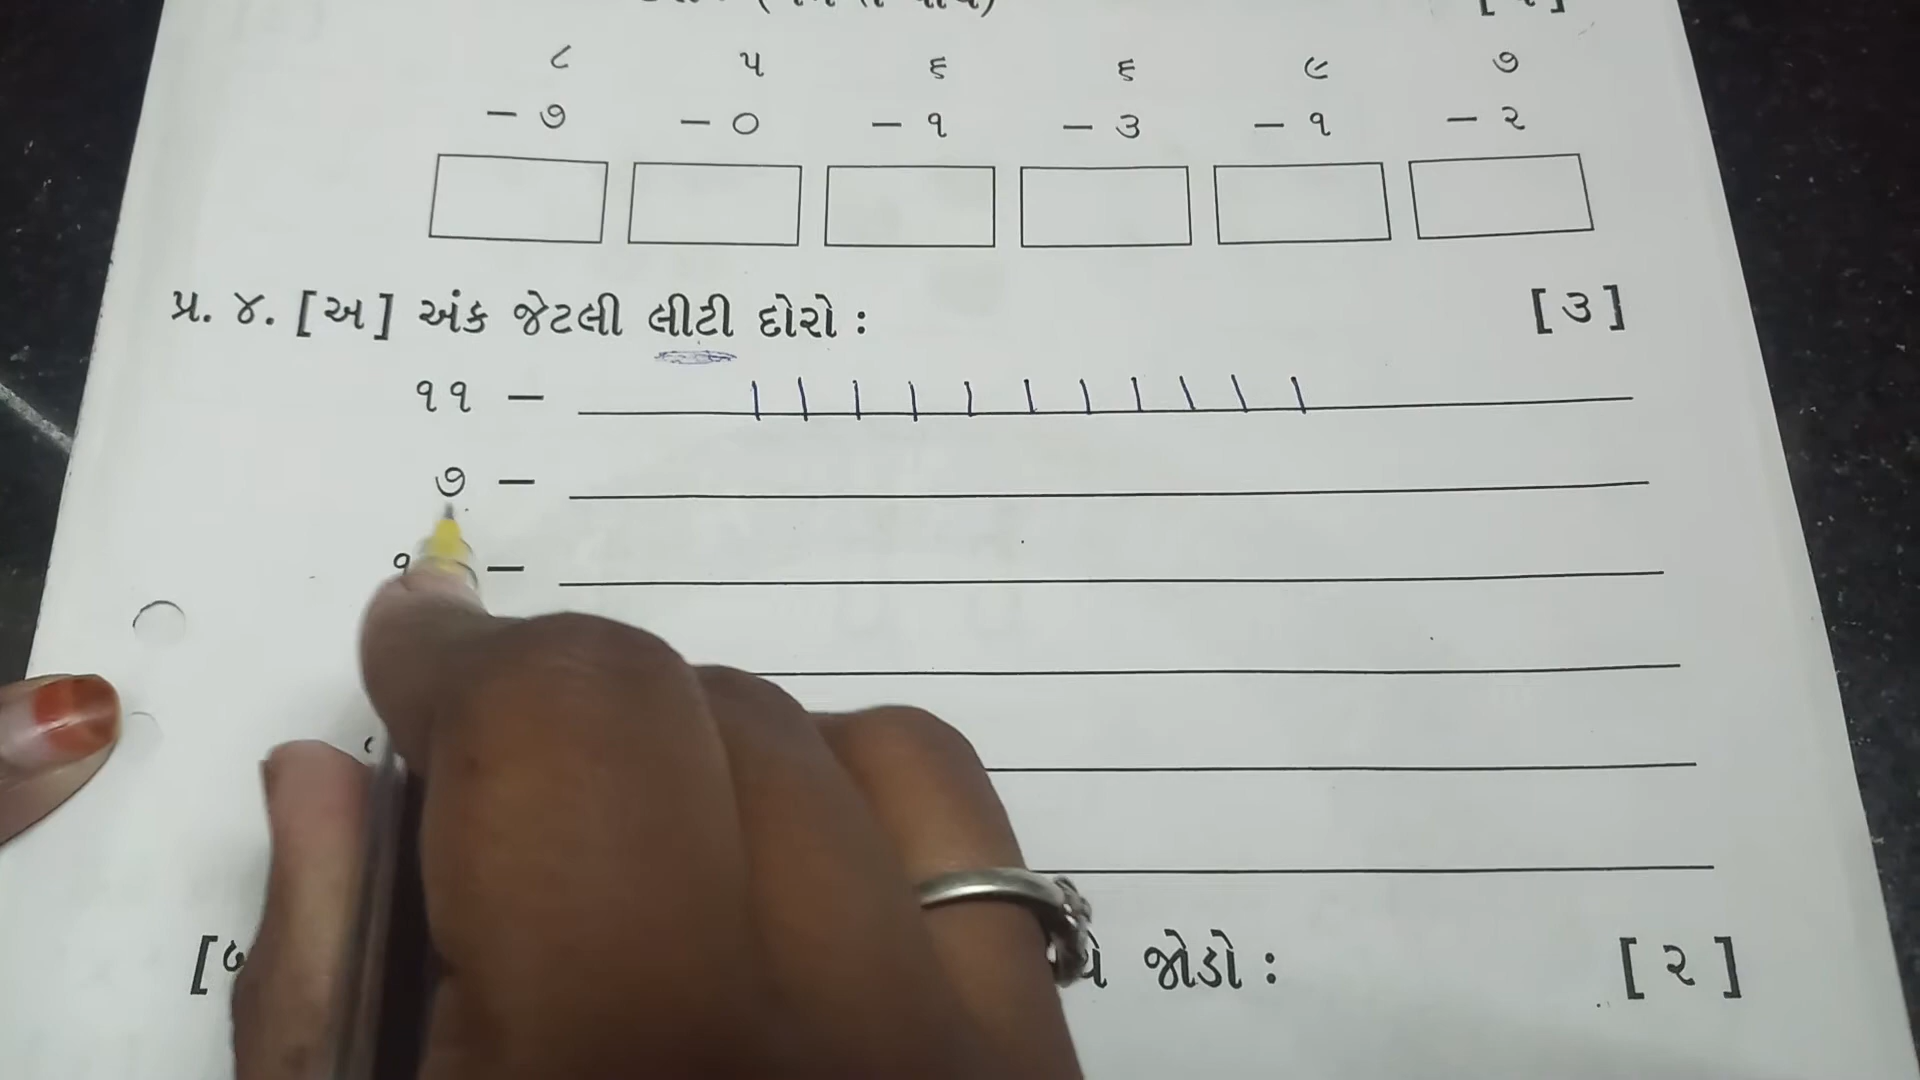 ૮ ૫ ૬ ૬ ૯ ૭
- ૭ - ૦ - ૧ - ૩ - ૧ - ૨
પ્ર. ૪. [અ] અંક જેટલી લીટી દોરો : [૩]
૧૧ -
૭ -
-
જોડો : [૨]